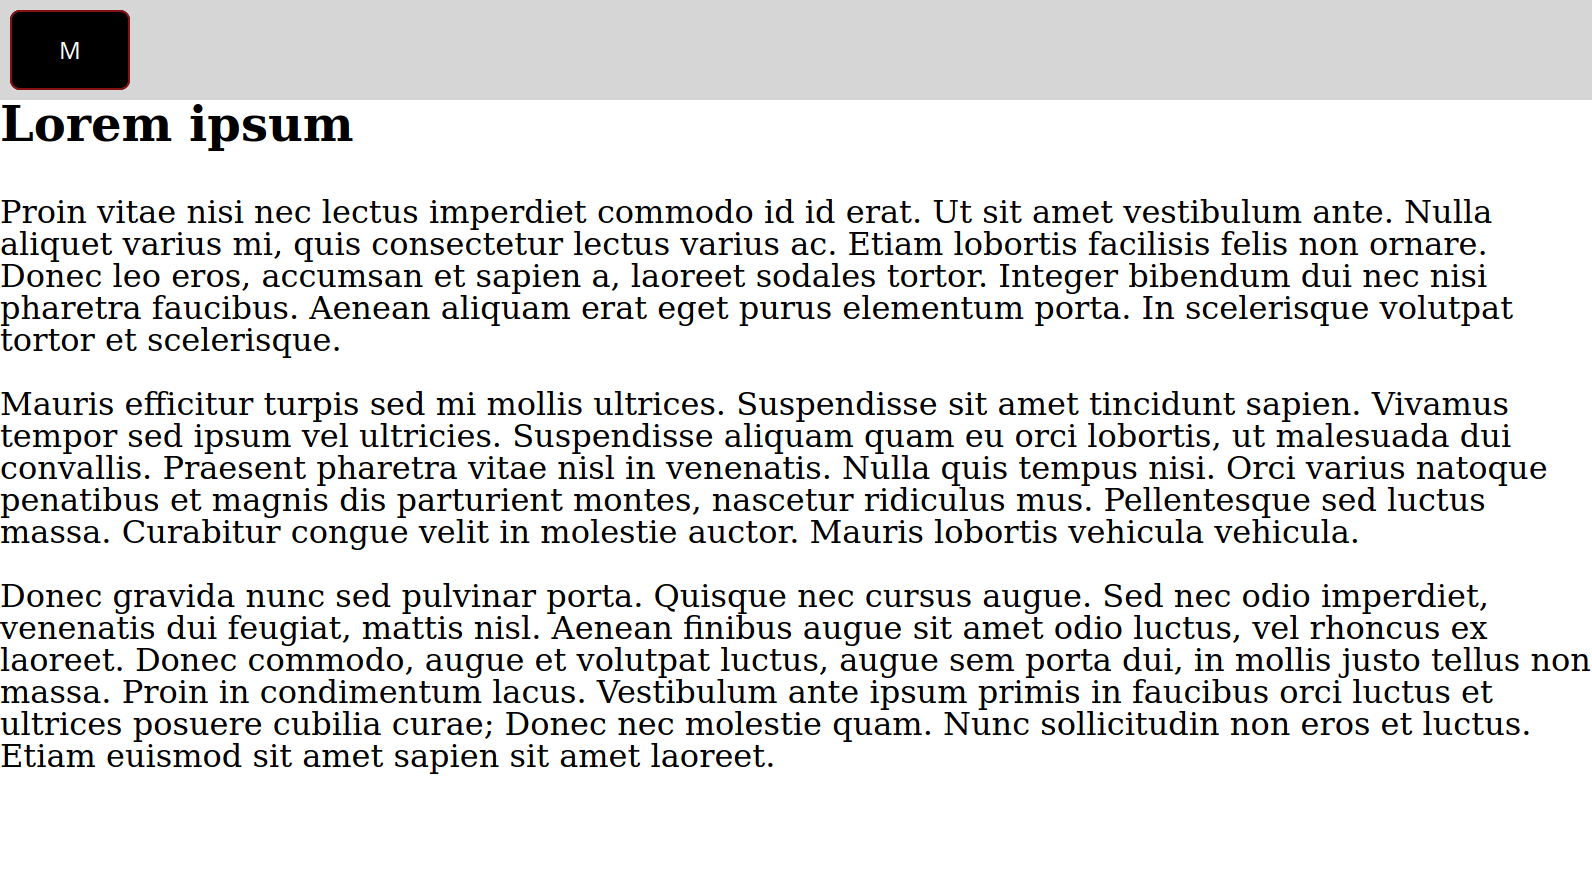 M
Lorem ipsum
Proin vitae nisi nec lectus imperdiet commodo id id erat. Ut sit amet vestibulum ante. Nulla
aliquet varius mi, quis consectetur lectus varius ac. Etiam lobortis facilisis felis non ornare.
Donec leo eros, accumsan et sapien a, laoreet sodales tortor. Integer bibendum dui nec nisi
pharetra faucibus. Aenean aliquam erat eget purus elementum porta. In scelerisque volutpat
tortor et scelerisque.
Mauris efficitur turpis sed mi mollis ultrices. Suspendisse sit amet tincidunt sapien. Vivamus
tempor sed ipsum vel ultricies. Suspendisse aliquam quam eu orci lobortis, ut malesuada dui
convallis. Praesent pharetra vitae nisl in venenatis. Nulla quis tempus nisi. Orci varius natoque
penatibus et magnis dis parturient montes, nascetur ridiculus mus. Pellentesque sed luctus
massa. Curabitur congue velit in molestie auctor. Mauris lobortis vehicula vehicula.
Donec gravida nunc sed pulvinar porta. Quisque nec cursus augue. Sed nec odio imperdiet,
venenatis dui feugiat, mattis nisl. Aenean finibus augue sit amet odio luctus, vel rhoncus ex
laoreet. Donec commodo, augue et volutpat luctus, augue sem porta dui, in mollis justo tellus non
massa. Proin in condimentum lacus. Vestibulum ante ipsum primis in faucibus orci luctus et
ultrices posuere cubilia curae; Donec nec molestie quam. Nunc sollicitudin non eros et luctus.
Etiam euismod sit amet sapien sit amet laoreet.